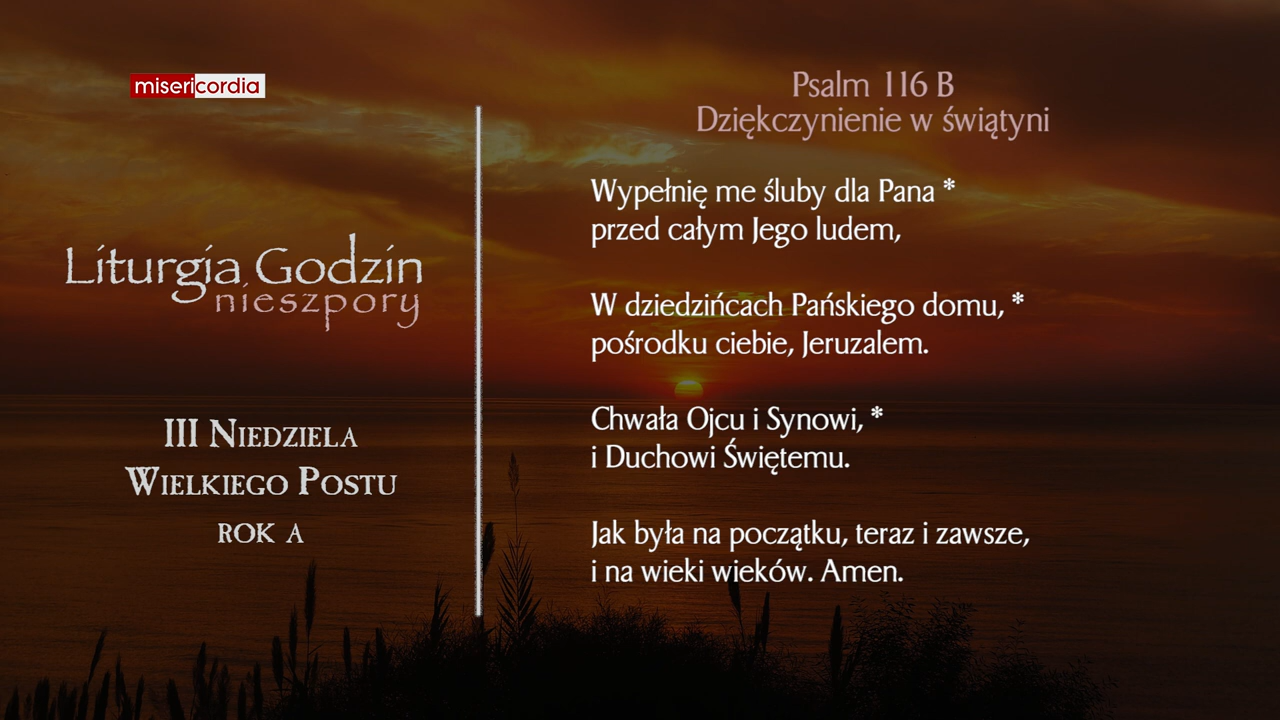 misericordia
Liturgia Godzin
nieszpory
III Niedziela
Wielkiego Postu
rok A
Psalm 116 B
Dziękczynienie w świątyni
Wypełnię me śluby dla Pana *
przed całym Jego ludem,
W dziedzińcach Pańskiego domu, *
pośrodku ciebie, Jeruzalem.
Chwała Ojcu i Synowi, *
i Duchowi Świętemu.
Jak była na początku, teraz i zawsze,
i na wieki wieków. Amen.